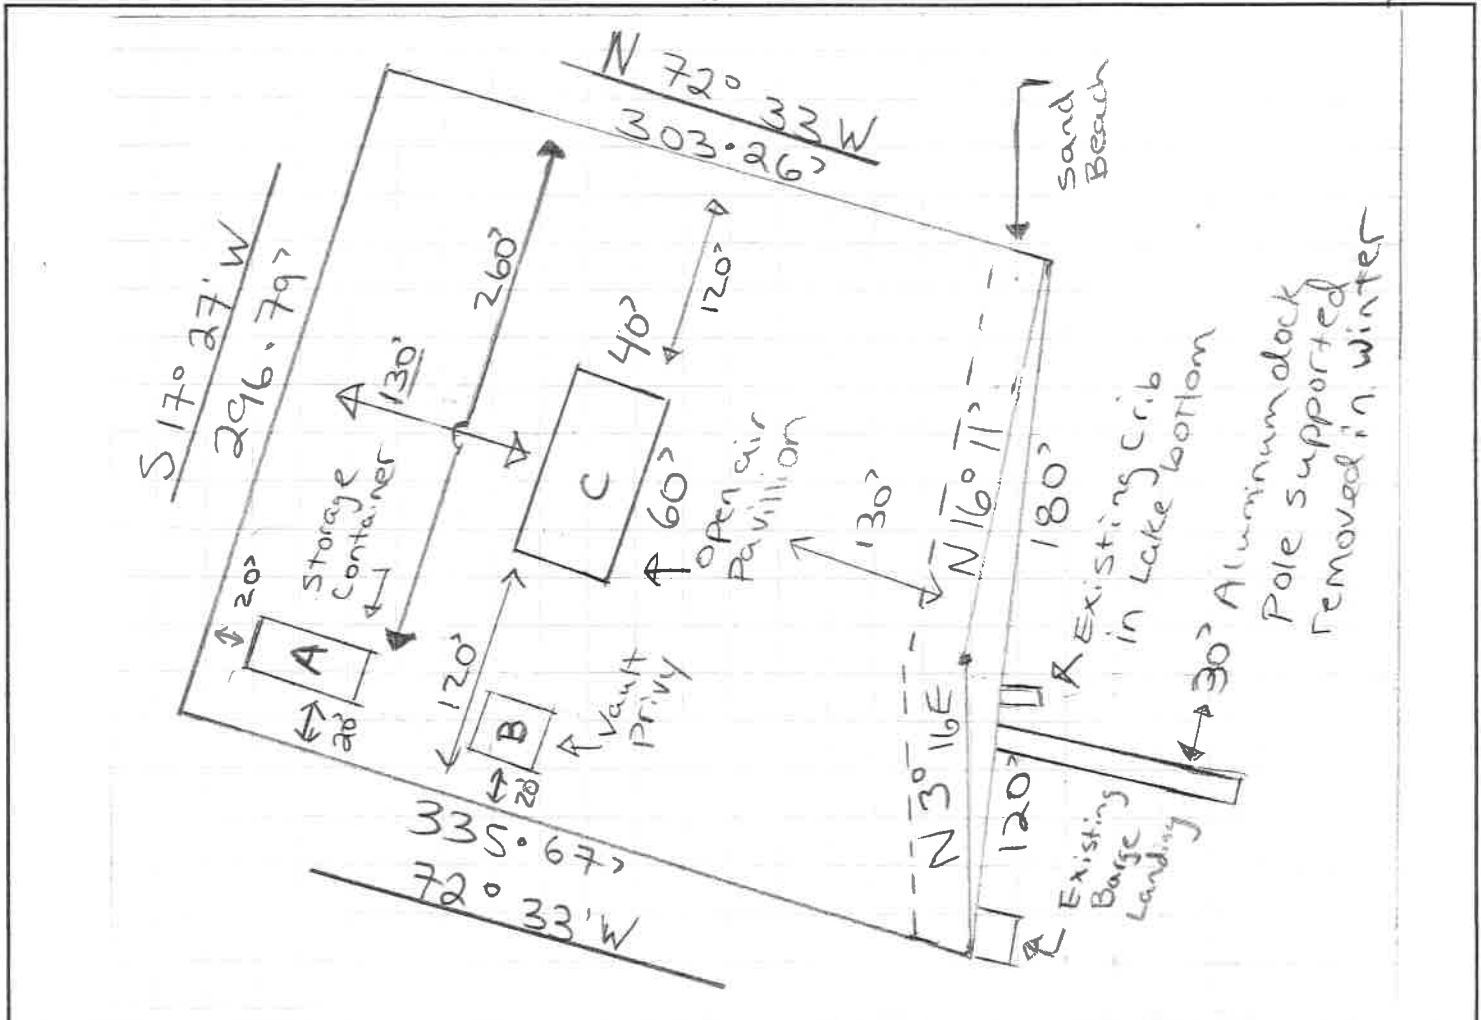 N 72° 33 W
303.26'
Sand
Beach
S 17° 27' W
296.79'
260'
130'
120'
40'
C
60'
Open air
Pavillion
Storage
Container
20'
A
20'
120'
B
Vault
Privy
20'
335.67'
72° 33' W
130'
N 16° 11'
180'
N 3° 16 E
120'
Existing Crib
in Lake bottom
30' Aluminum dock
Pole supported
removed in winter
Existing
Barge
Landing